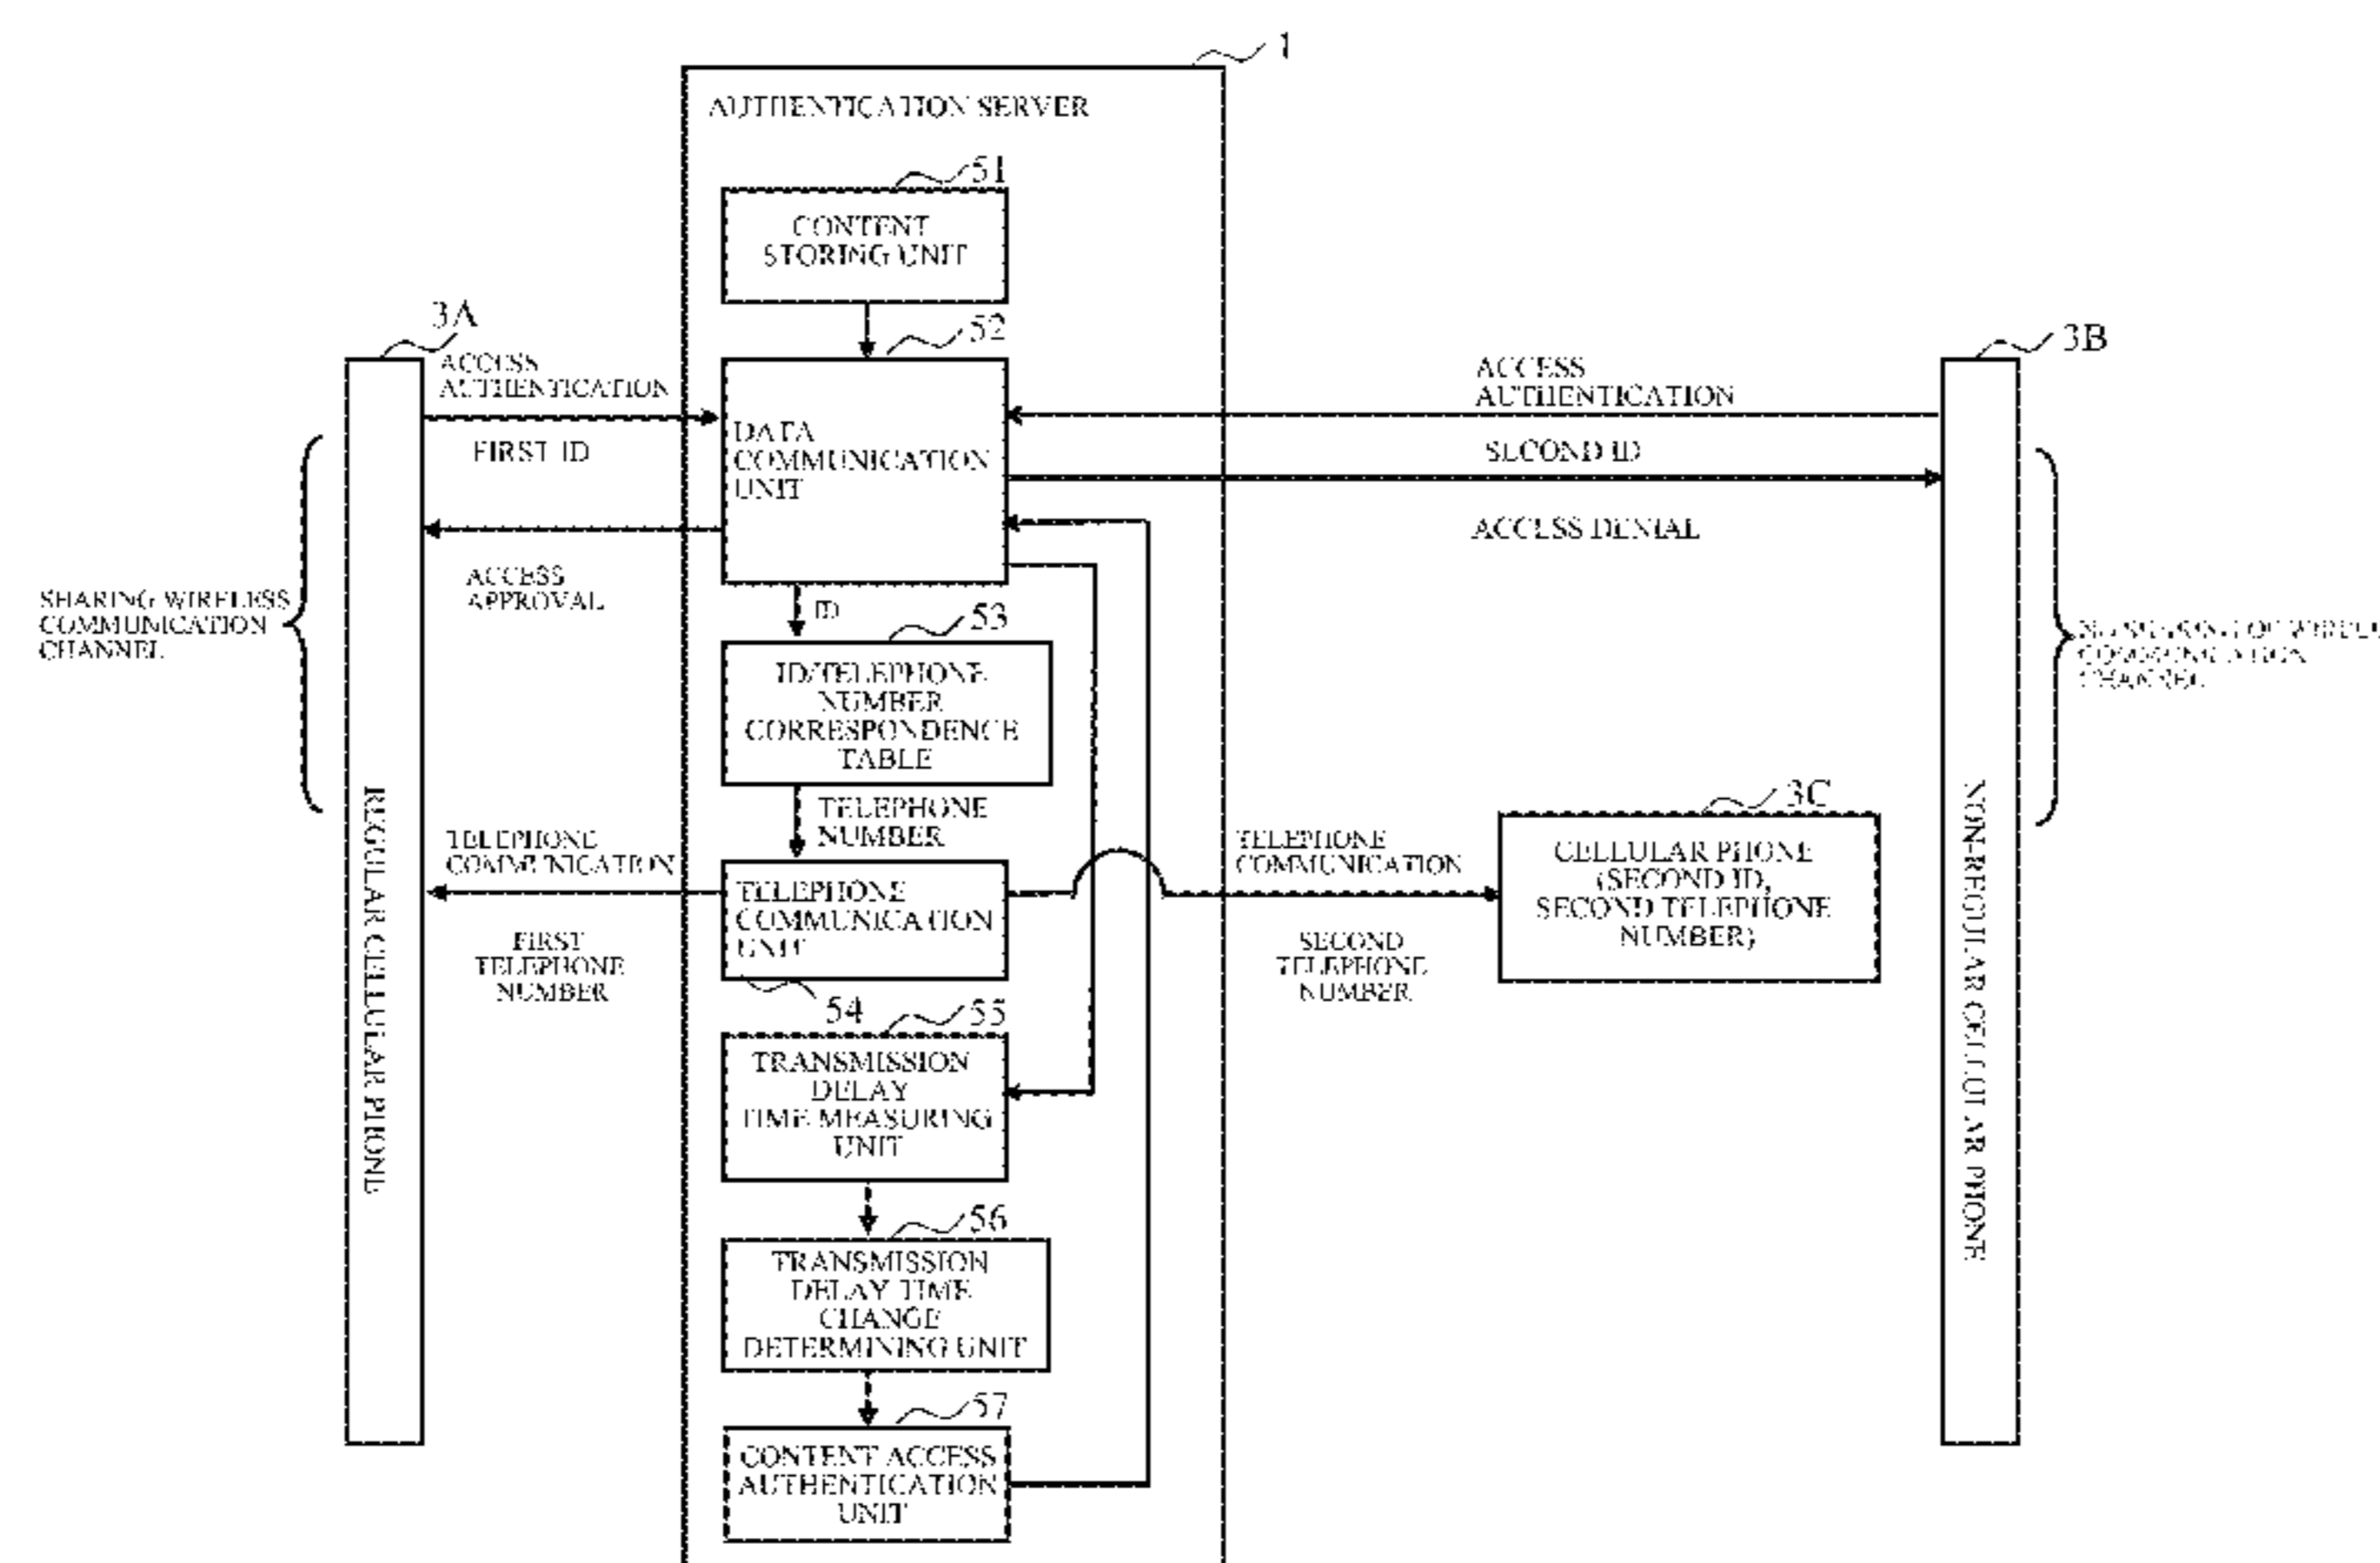 1
AUTHENTICATION SERVER
51
CONTENT
STORING UNIT
3A
52
3B
ACCESS
AUTHENTICATION
FIRST ID
DATA
COMMUNICATION
UNIT
ACCESS
AUTHENTICATION
SECOND ID
ACCESS DENIAL
ACCESS
APPROVAL
SHARING WIRELESS
COMMUNICATION
CHANNEL
ID
53
ID/TELEPHONE
NUMBER
CORRESPONDENCE
TABLE
COMMUNICATION
CHANNEL
TELEPHONE
NUMBER
REGULAR CELLULAR PHONE
NON-REGULAR CELLULAR PHONE
TELEPHONE
COMMUNICATION
FIRST
TELEPHONE
NUMBER
TELEPHONE
COMMUNICATION
UNIT
54
TELEPHONE
COMMUNICATION
SECOND
TELEPHONE
NUMBER
3C
CELLULAR PHONE
(SECOND ID,
SECOND TELEPHONE
NUMBER)
55
TRANSMISSION
DELAY
TIME MEASURING
UNIT
56
TRANSMISSION
DELAY TIME
CHANGE
DETERMINING UNIT
57
CONTENT ACCESS
AUTHENTICATION
UNIT